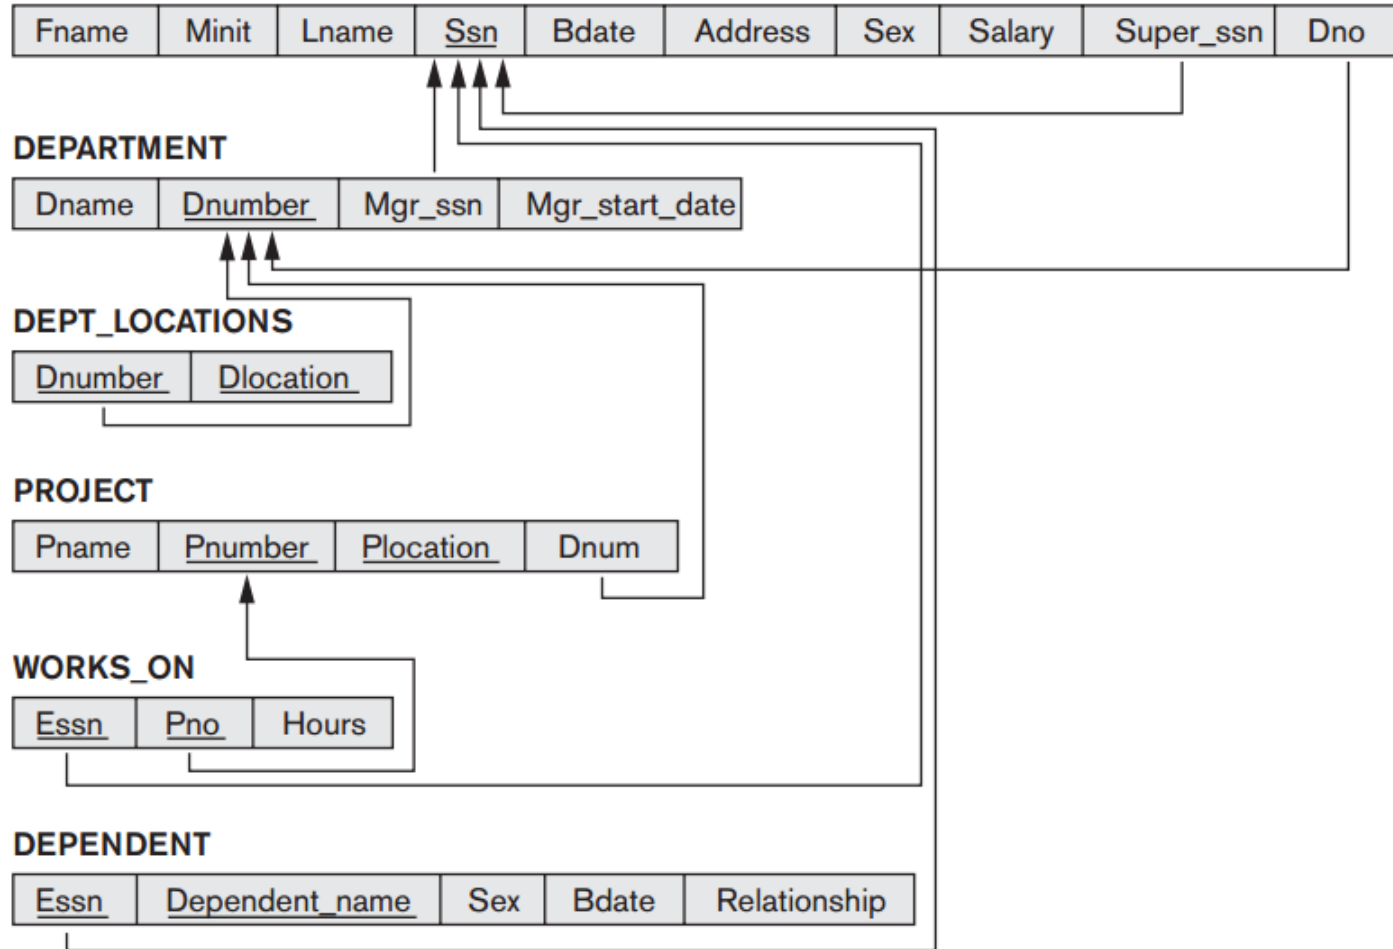 Fname Minit Lname Ssn Bdate Address Sex Salary Super_ssn Dno
DEPARTMENT
Dname Dnumber Mgr_ssn Mgr_start_date
DEPT_LOCATIONS
Dnumber Dlocation
PROJECT
Pname Pnumber Plocation Dnum
WORKS_ON
Essn Pno Hours
DEPENDENT
Essn Dependent_name Sex Bdate Relationship